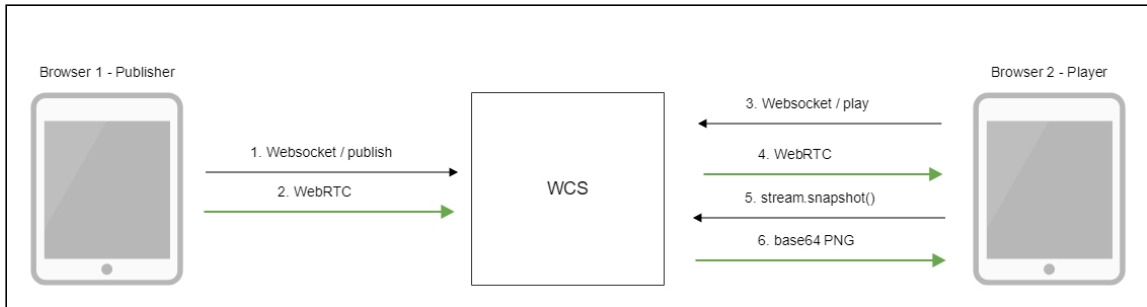 Browser 1 - Publisher
Browser 2 - Player
1. Websocket / publish
2. WebRTC
WCS
3. Websocket / play
4. WebRTC
5. stream.snapshot()
6. base64 PNG